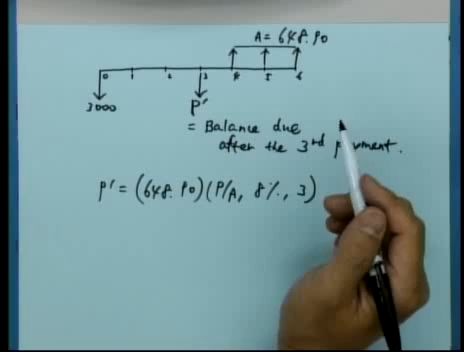 A = 648.90
0 1 2 3 4 5 6
3000
P'
= Balance due
after the 3rd payment.
P' = (648.90)(P/A, 8%, 3)